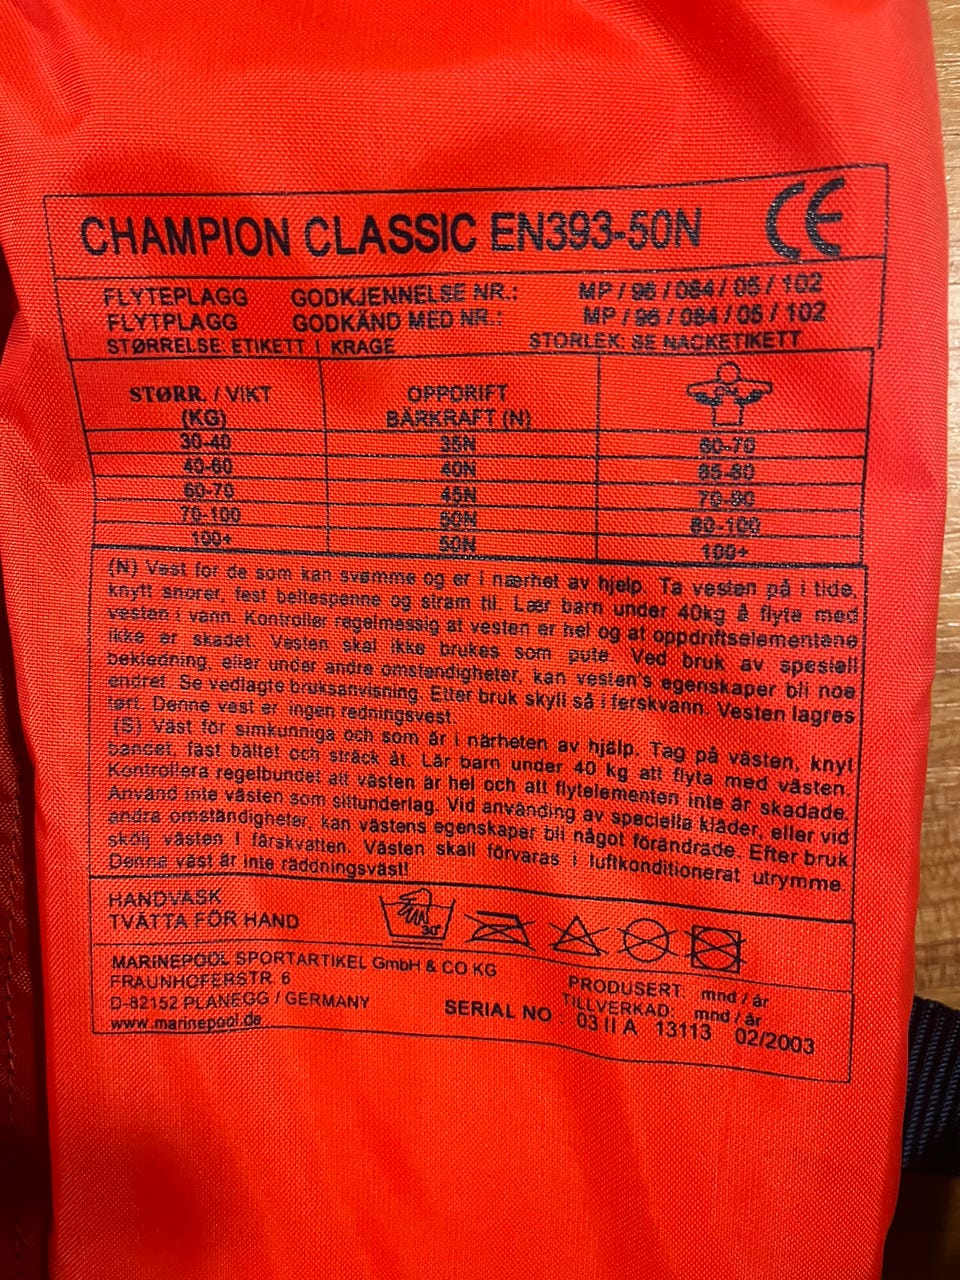 CHAMPION CLASSIC EN393-50N CE
FLYTEPLAGG GODKJENNELSE NR.: MP / 96 / 084 / 05 / 102
FLYTPLAGG GODKÄND MED NR.: MP / 96 / 084 / 05 / 102
STØRRELSE ETIKETT I KRAGE STORLEK: SE NACKETIKETT
STØRR. / VIKT OPPDRIFT
(KG) BÄRKRAFT (N)
30-40 35N 60-70
40-60 40N 65-80
60-70 45N 70-90
70-100 50N 80-100
100+ 50N 100+
(N) Vest for de som kan svømme og er i nærhet av hjelp. Ta vesten på i tide,
knytt snorer, fest beltespenne og stram til. Lær barn under 40kg å flyte med
vesten i vann. Kontroller regelmessig at vesten er hel og at oppdriftselementene
ikke er skadet. Vesten skal ikke brukes som pute. Ved bruk av spesiell
bekledning, eller under andre omstendigheter, kan vesten's egenskaper bli noe
endret. Se vedlagte bruksanvisning. Etter bruk skyll så i ferskvann. Vesten lagres
tørt. Denne vest er ingen redningsvest.
(S) Väst för simkunniga och som är i närheten av hjälp. Tag på västen, knyt
bandet, fäst bältet och sträck åt. Lär barn under 40 kg att flyta med västen.
Kontrollera regelbundet att västen är hel och att flytelementen inte är skadade.
Använd inte västen som sittunderlag. Vid använding av speciella kläder, eller vid
andra omständigheter, kan västens egenskaper bli något förändrade. Efter bruk
skölj västen i färskvatten. Västen skall förvaras i luftkonditionerat utrymme.
Denna väst är inte räddningsväst!
HANDVASK
TVÄTTA FÖR HAND 30°
MARINEPOOL SPORTARTIKEL GmbH & CO KG
FRAUNHOFERSTR. 6 PRODUSERT: mnd / år
D-82152 PLANEGG / GERMANY TILLVERKAD: mnd / år
www.marinepool.de SERIAL NO 03 II A 13113 02/2003